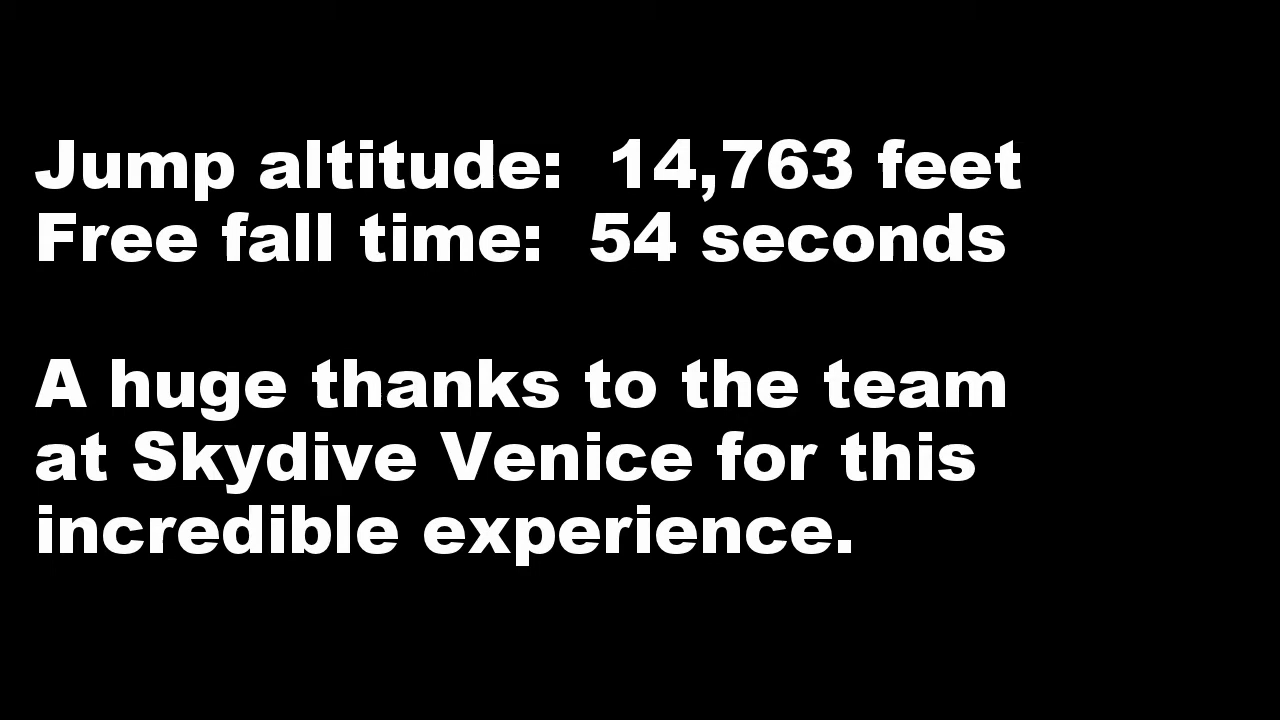 Jump altitude:  14,763 feet
Free fall time:  54 seconds
A huge thanks to the team
at Skydive Venice for this
incredible experience.